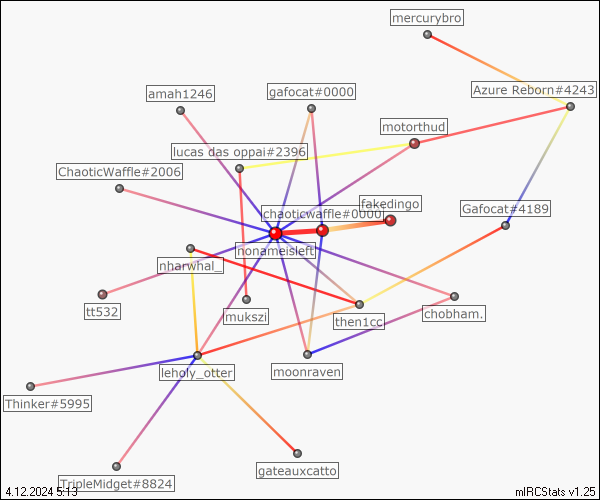 mercurybro
Azure Reborn#4243
amah1246
gafocat#0000
motorthud
lucas das oppai#2396
ChaoticWaffle#2006
fakedingo
chaoticwaffle#0000
Gafocat#4189
nonameisleft
nharwhal_
tt532
mukszi
then1cc
chobham.
leholy_otter
moonraven
Thinker#5995
gateauxcatto
TripleMidget#8824
4.12.2024 5:13
mIRCStats v1.25